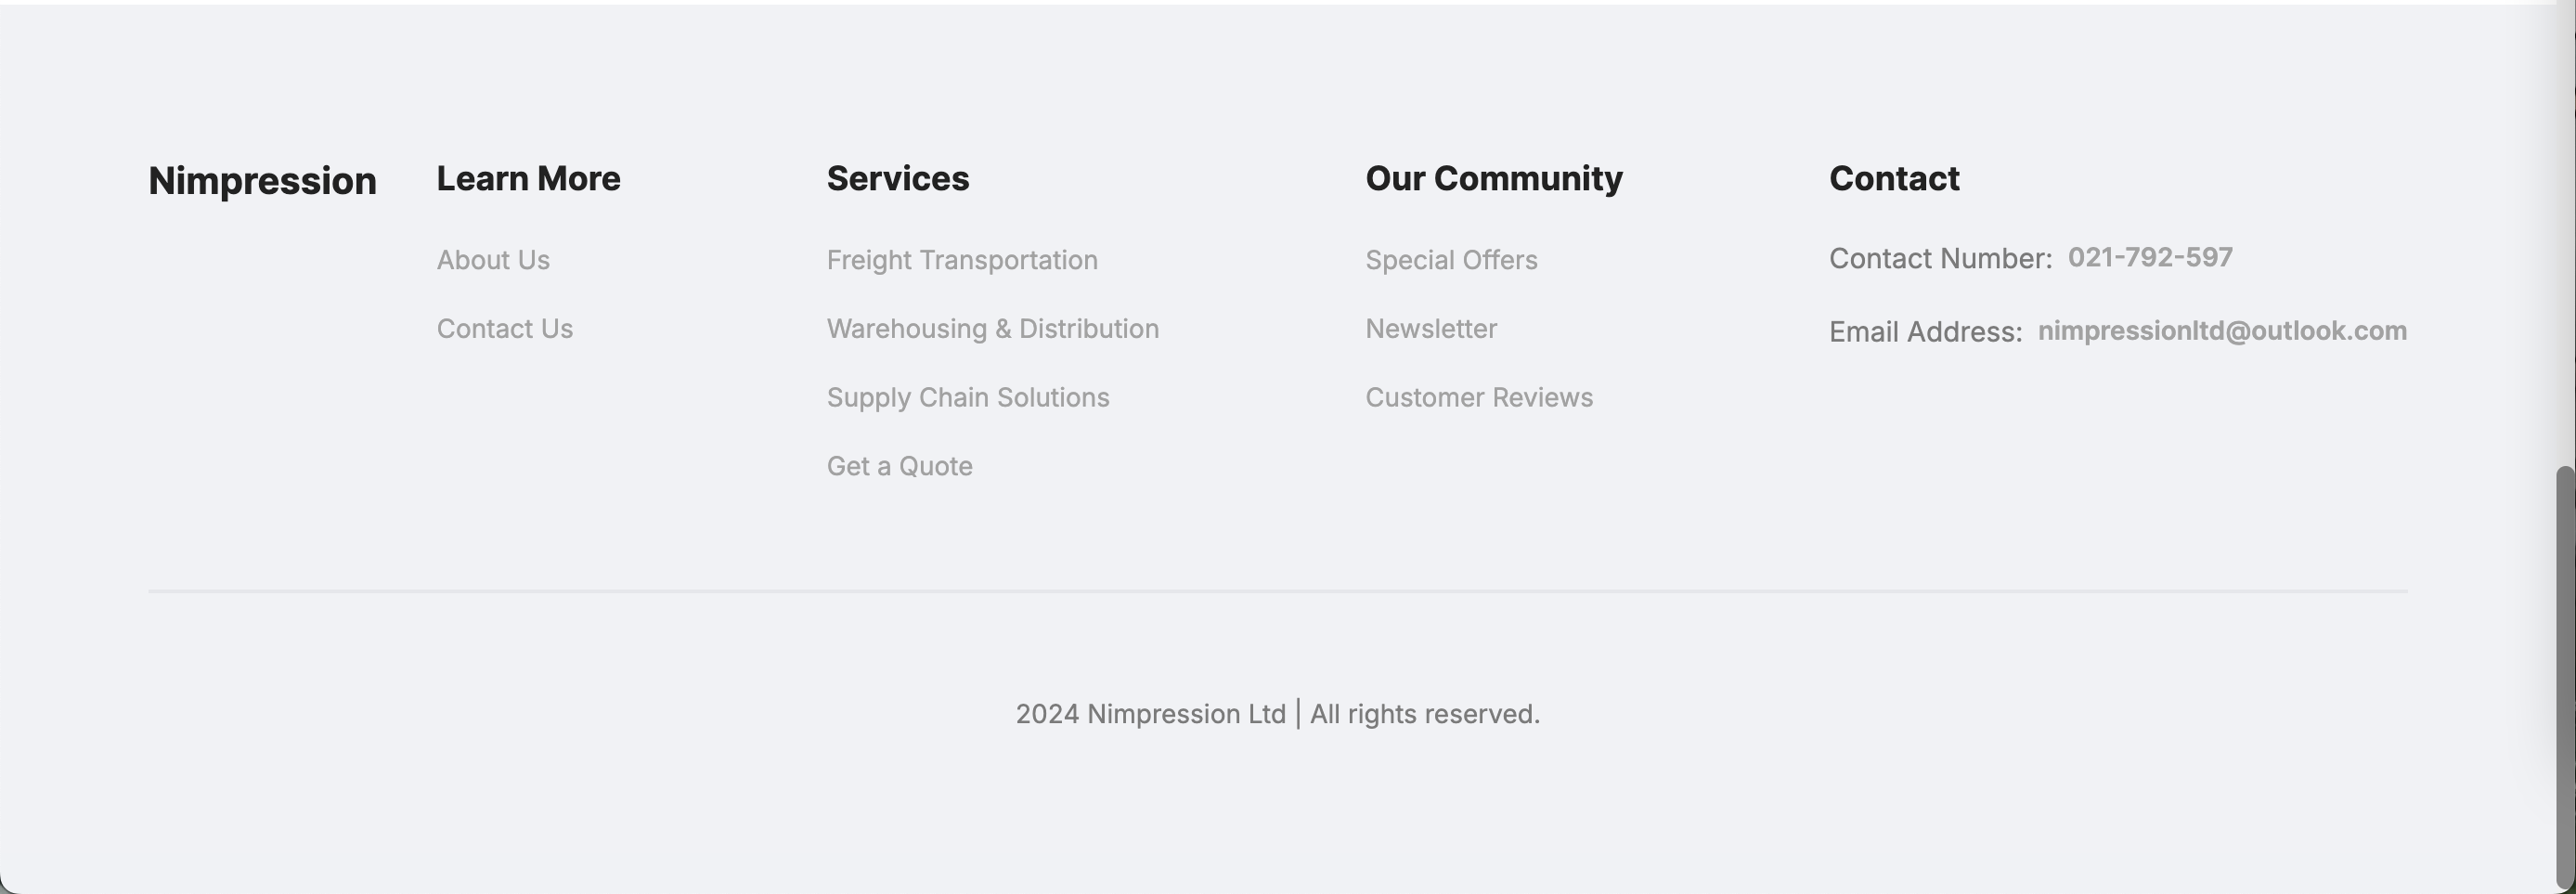 Nimpression
Learn More
About Us
Contact Us
Services
Freight Transportation
Warehousing & Distribution
Supply Chain Solutions
Get a Quote
Our Community
Special Offers
Newsletter
Customer Reviews
Contact
Contact Number: 021-792-597
Email Address: nimpressionltd@outlook.com
2024 Nimpression Ltd | All rights reserved.